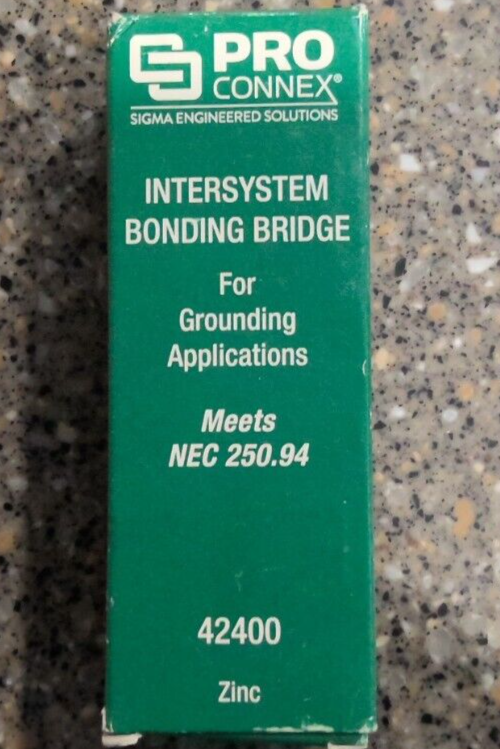 PRO
CONNEX®
SIGMA ENGINEERED SOLUTIONS
INTERSYSTEM
BONDING BRIDGE
For
Grounding
Applications
Meets
NEC 250.94
42400
Zinc